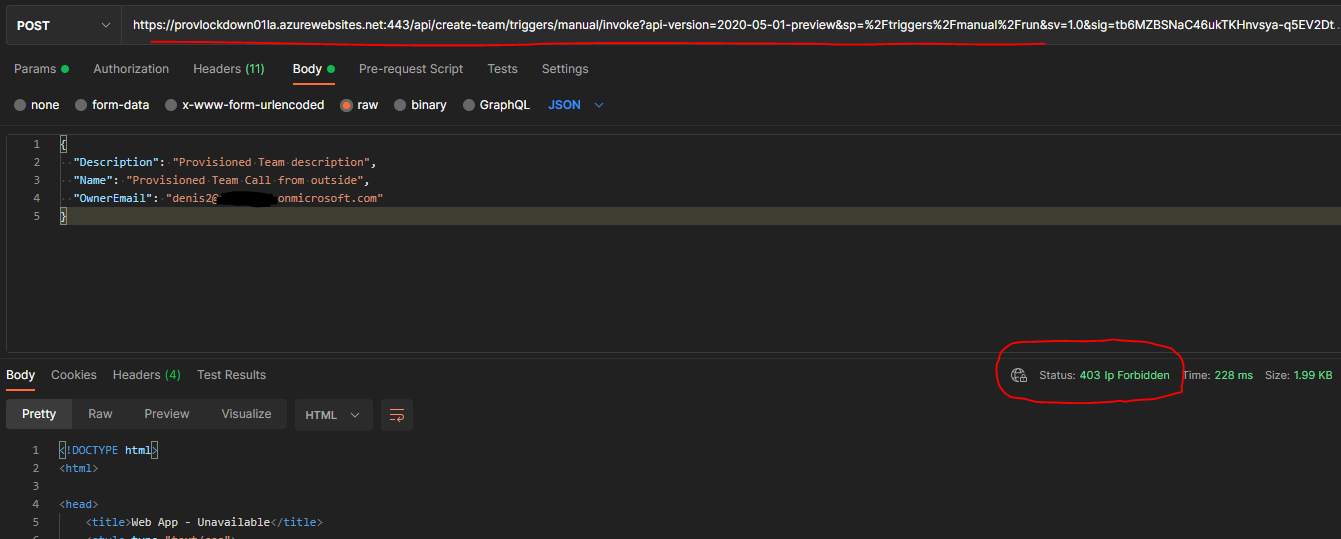 POST https://provlockdown01la.azurewebsites.net:443/api/create-team/triggers/manual/invoke?api-version=2020-05-01-preview&sp=%2Ftriggers%2Fmanual%2Frun&sv=1.0&sig=tb6MZBSNaC46ukTKHnvsya-q5EV2Dt...
Params Authorization Headers (11) Body Pre-request Script Tests Settings
none form-data x-www-form-urlencoded raw binary GraphQL JSON
1 {
2 "Description": "Provisioned Team description",
3 "Name": "Provisioned Team Call from outside",
4 "OwnerEmail": "denis2@ onmicrosoft.com"
5 }
Body Cookies Headers (4) Test Results Status: 403 Ip Forbidden Time: 228 ms Size: 1.99 KB
Pretty Raw Preview Visualize HTML
1 <!DOCTYPE html>
2 <html>
3
4 <head>
5 <title>Web App - Unavailable</title>